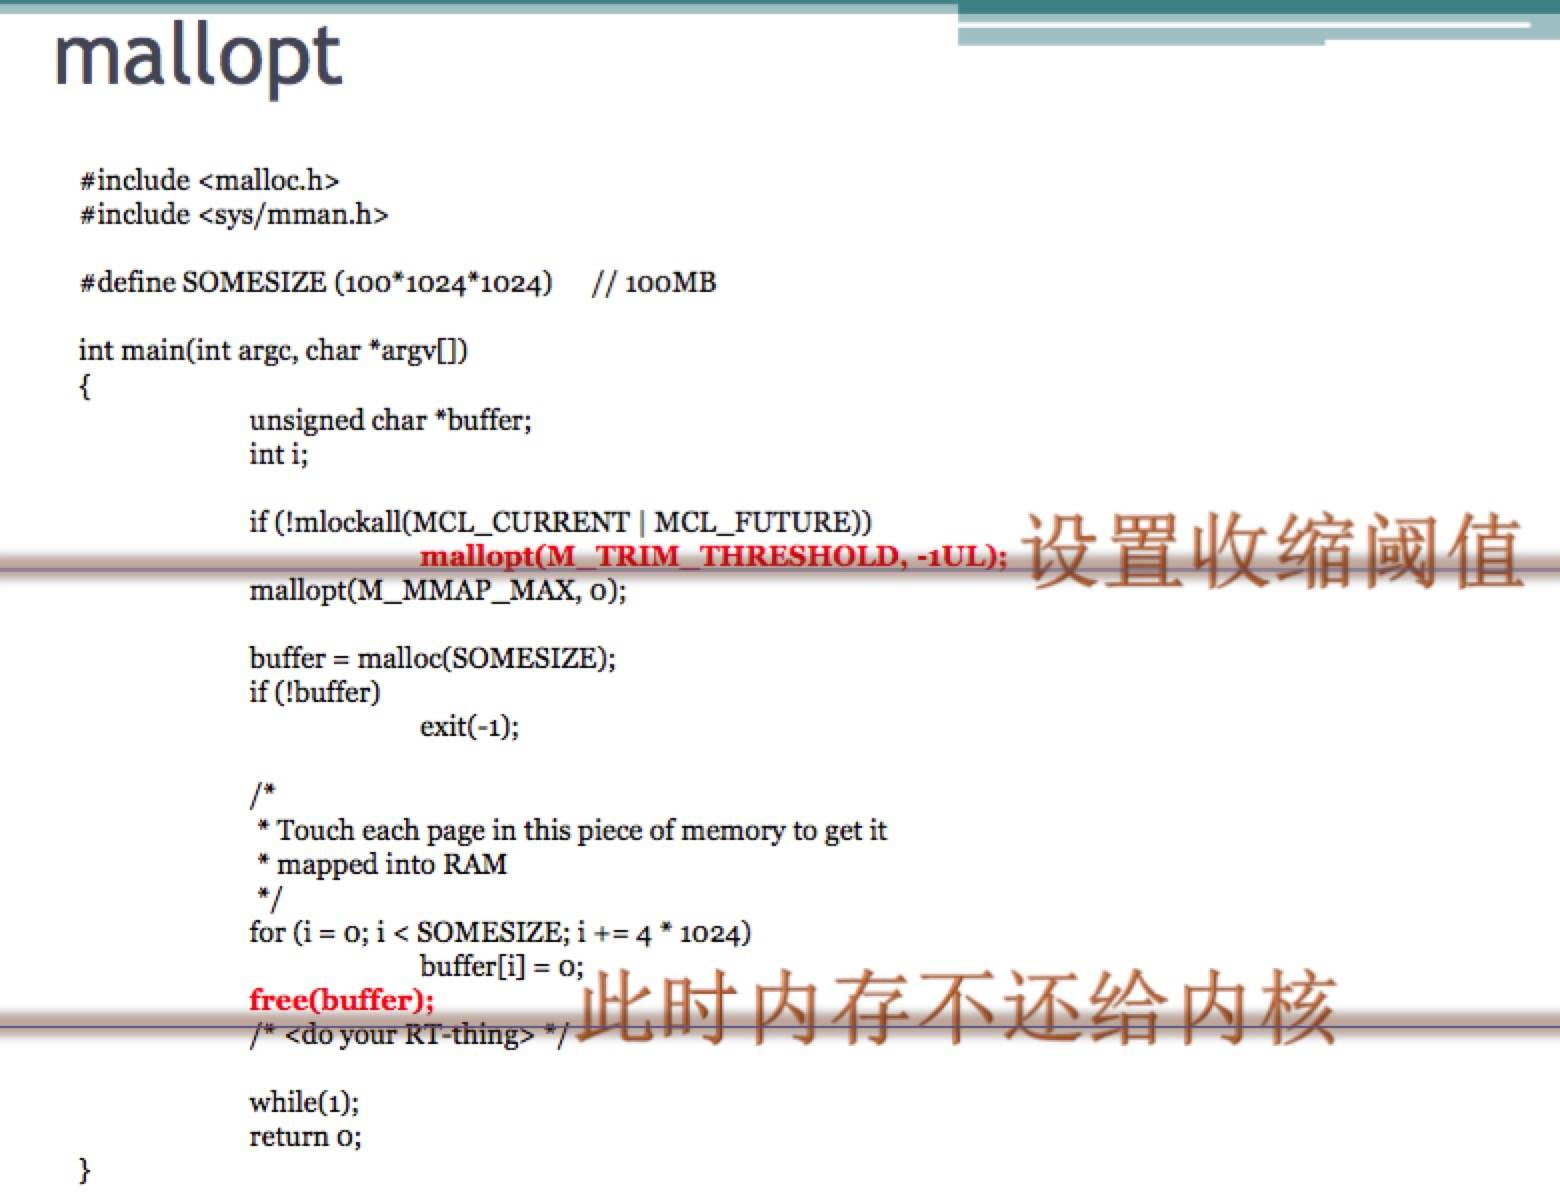 mallopt
#include <malloc.h>
#include <sys/mman.h>
#define SOMESIZE (100*1024*1024) // 100MB
int main(int argc, char *argv[])
{
unsigned char *buffer;
int i;
if (!mlockall(MCL_CURRENT | MCL_FUTURE))
mallopt(M_TRIM_THRESHOLD, -1UL); 设置收缩阈值
mallopt(M_MMAP_MAX, 0);
buffer = malloc(SOMESIZE);
if (!buffer)
exit(-1);
/*
* Touch each page in this piece of memory to get it
* mapped into RAM
*/
for (i = 0; i < SOMESIZE; i += 4 * 1024)
buffer[i] = 0;
free(buffer); 此时内存不还给内核
/* <do your RT-thing> */
while(1);
return 0;
}